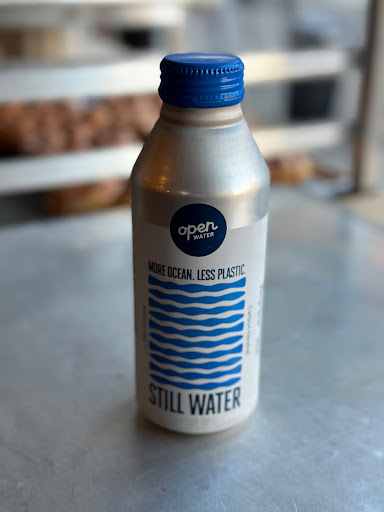 open
WATER
MORE OCEAN. LESS PLASTIC.
STILL WATER